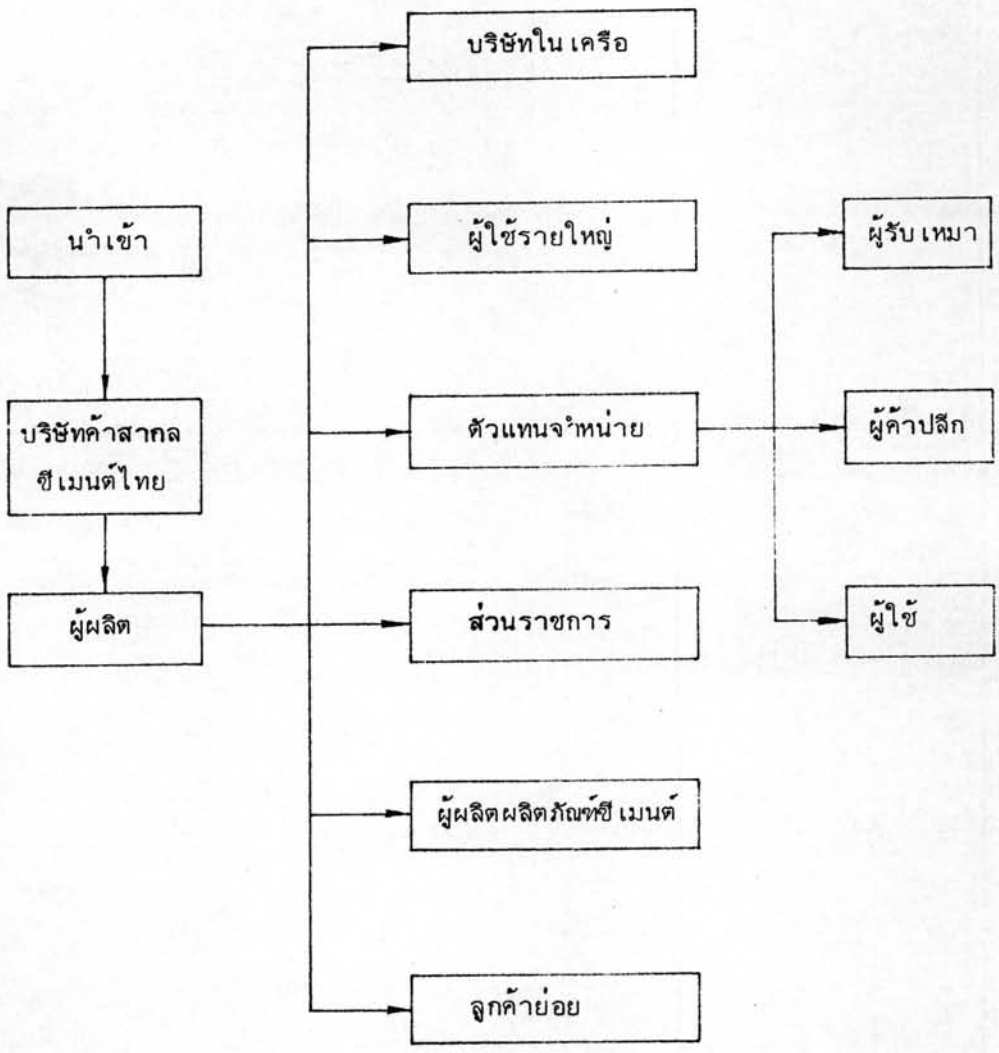 บริษัทในเครือ
นำเข้า
ผู้ใช้รายใหญ่
ผู้รับเหมา
บริษัทค้าสากล
ซีเมนต์ไทย
ตัวแทนจำหน่าย
ผู้ค้าปลีก
ผู้ผลิต
ส่วนราชการ
ผู้ใช้
ผู้ผลิตผลิตภัณฑ์ซีเมนต์
ลูกค้าย่อย